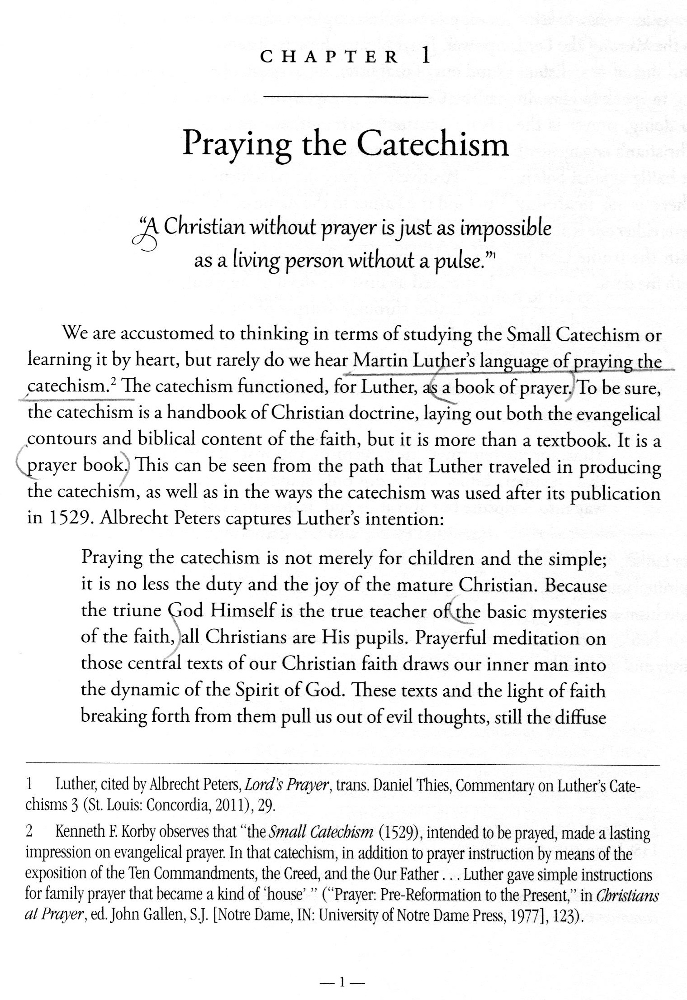 CHAPTER 1
Praying the Catechism
“A Christian without prayer is just as impossible
as a living person without a pulse.”1
We are accustomed to thinking in terms of studying the Small Catechism or
learning it by heart, but rarely do we hear Martin Luther’s language of praying the
catechism.2 The catechism functioned, for Luther, as a book of prayer. To be sure,
the catechism is a handbook of Christian doctrine, laying out both the evangelical
contours and biblical content of the faith, but it is more than a textbook. It is a
prayer book. This can be seen from the path that Luther traveled in producing
the catechism, as well as in the ways the catechism was used after its publication
in 1529. Albrecht Peters captures Luther’s intention:
Praying the catechism is not merely for children and the simple;
it is no less the duty and the joy of the mature Christian. Because
the triune God Himself is the true teacher of the basic mysteries
of the faith, all Christians are His pupils. Prayerful meditation on
those central texts of our Christian faith draws our inner man into
the dynamic of the Spirit of God. These texts and the light of faith
breaking forth from them pull us out of evil thoughts, still the diffuse
1 Luther, cited by Albrecht Peters, Lord’s Prayer, trans. Daniel Thies, Commentary on Luther’s Cate-
chisms 3 (St. Louis: Concordia, 2011), 29.
2 Kenneth F. Korby observes that “the Small Catechism (1529), intended to be prayed, made a lasting
impression on evangelical prayer. In that catechism, in addition to prayer instruction by means of the
exposition of the Ten Commandments, the Creed, and the Our Father . . . Luther gave simple instructions
for family prayer that became a kind of ‘house’ ” (“Prayer: Pre-Reformation to the Present,” in Christians
at Prayer, ed. John Gallen, S.J. [Notre Dame, IN: University of Notre Dame Press, 1977], 123).
— 1 —